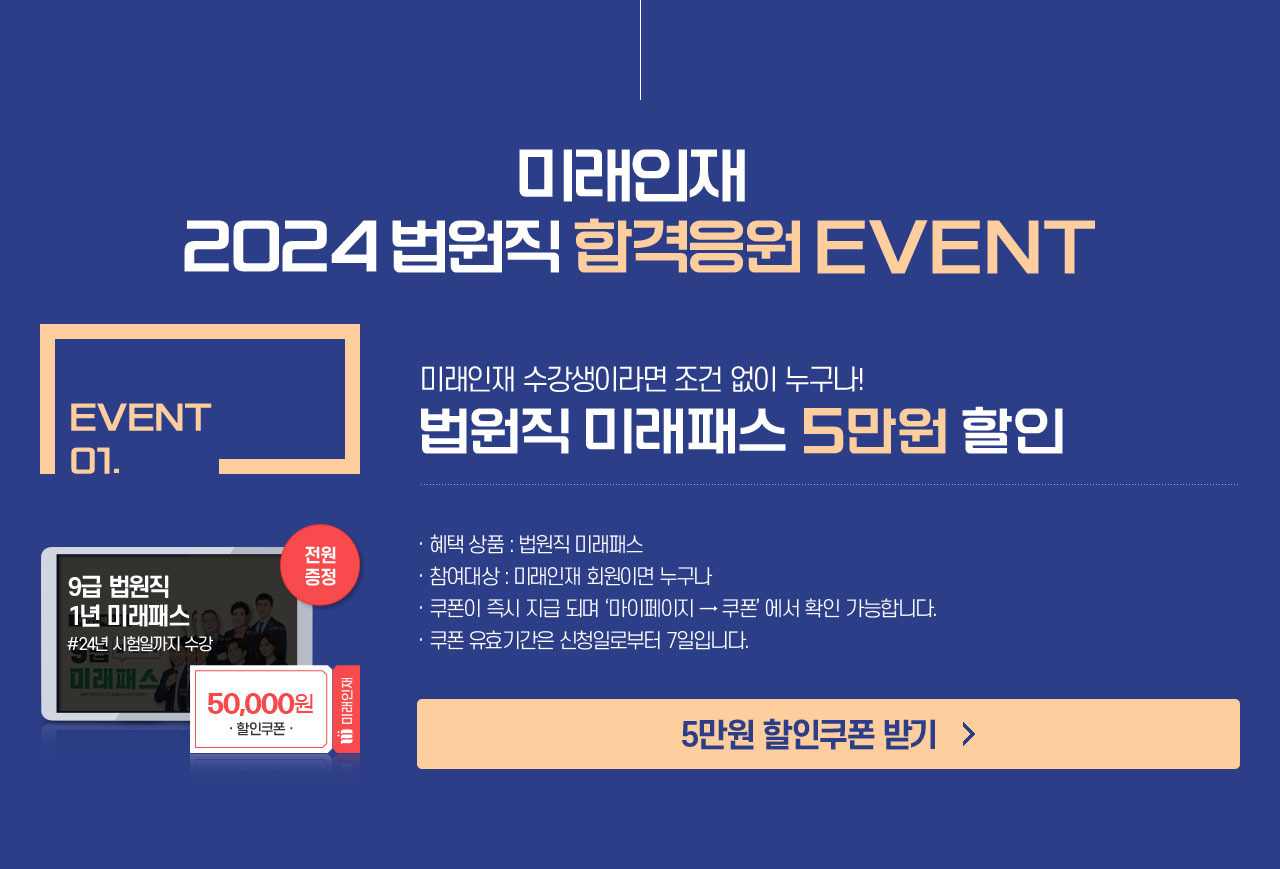 미래인재
2024 법원직 합격응원 EVENT
EVENT
01.
미래인재 수강생이라면 조건 없이 누구나!
법원직 미래패스 5만원 할인
전원
증정
9급 법원직
1년 미래패스
#24년 시험일까지 수강
9급
미래패스
50,000원
· 할인쿠폰 ·
미래인재
· 혜택 상품 : 법원직 미래패스
· 참여대상 : 미래인재 회원이면 누구나
· 쿠폰이 즉시 지급 되며 ‘마이페이지 → 쿠폰’ 에서 확인 가능합니다.
· 쿠폰 유효기간은 신청일로부터 7일입니다.
5만원 할인쿠폰 받기 >